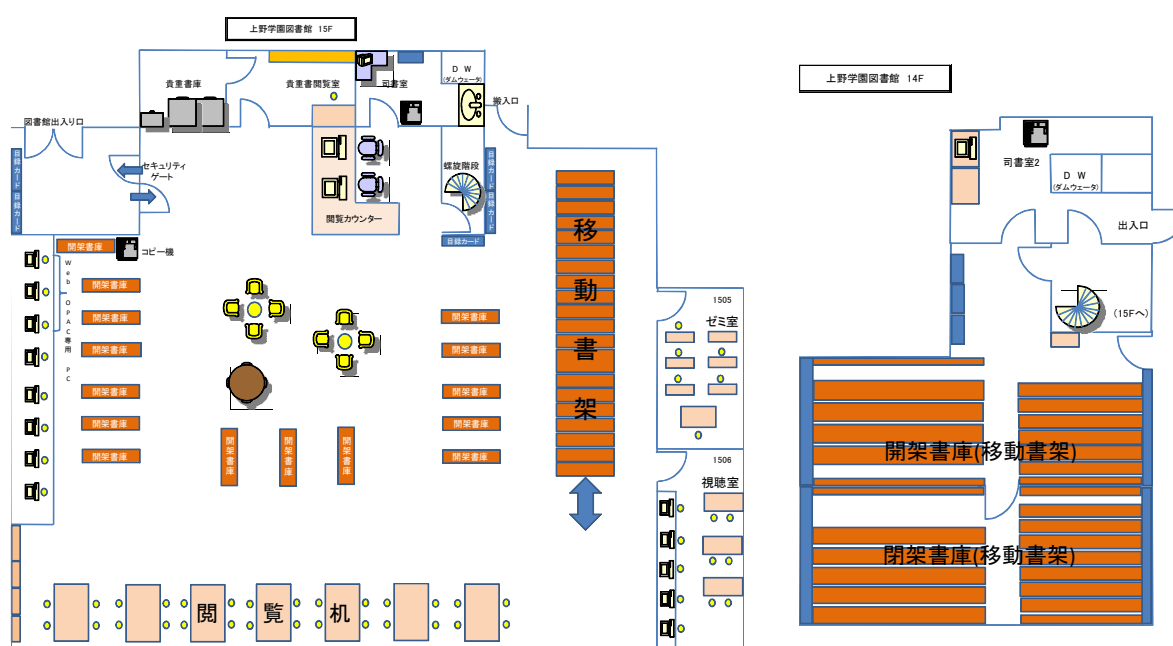 上野学園図書館 15F
貴重書庫
貴重書閲覧室
司書室
DW
(ダムウェータ)
搬入口
図書館出入り口
セキュリティ
ゲート
螺旋階段
閲覧カウンター
目録カード
目録カード
目録カード
目録カード
目録カード
開架書庫
コピー機
Web OPAC専用 PC
開架書庫
開架書庫
開架書庫
開架書庫
開架書庫
開架書庫
開架書庫
開架書庫
開架書庫
開架書庫
開架書庫
開架書庫
開架書庫
開架書庫
移動書架
1505
ゼミ室
1506
視聴室
閲覧机
上野学園図書館 14F
司書室2
DW
(ダムウェータ)
出入口
(15Fへ)
開架書庫(移動書架)
閉架書庫(移動書架)